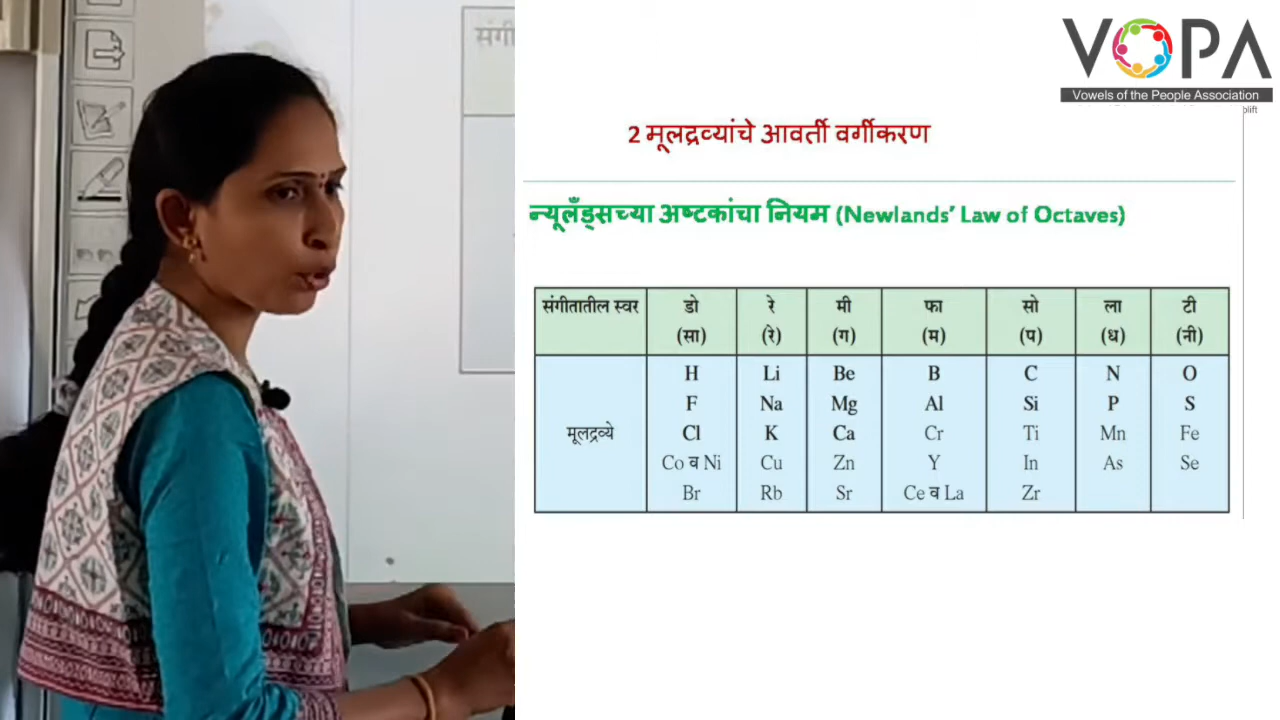 VOPA
Vowels of the People Association
olift
संगी
2 मूलद्रव्यांचे आवर्ती वर्गीकरण
न्यूलँड्सच्या अष्टकांचा नियम (Newlands' Law of Octaves)
संगीतातील स्वर डो (सा) रे (रे) मी (ग) फा (म) सो (प) ला (ध) टी (नी)
मूलद्रव्ये
H Li Be B C N O
F Na Mg Al Si P S
Cl K Ca Cr Ti Mn Fe
Co व Ni Cu Zn Y In As Se
Br Rb Sr Ce व La Zr